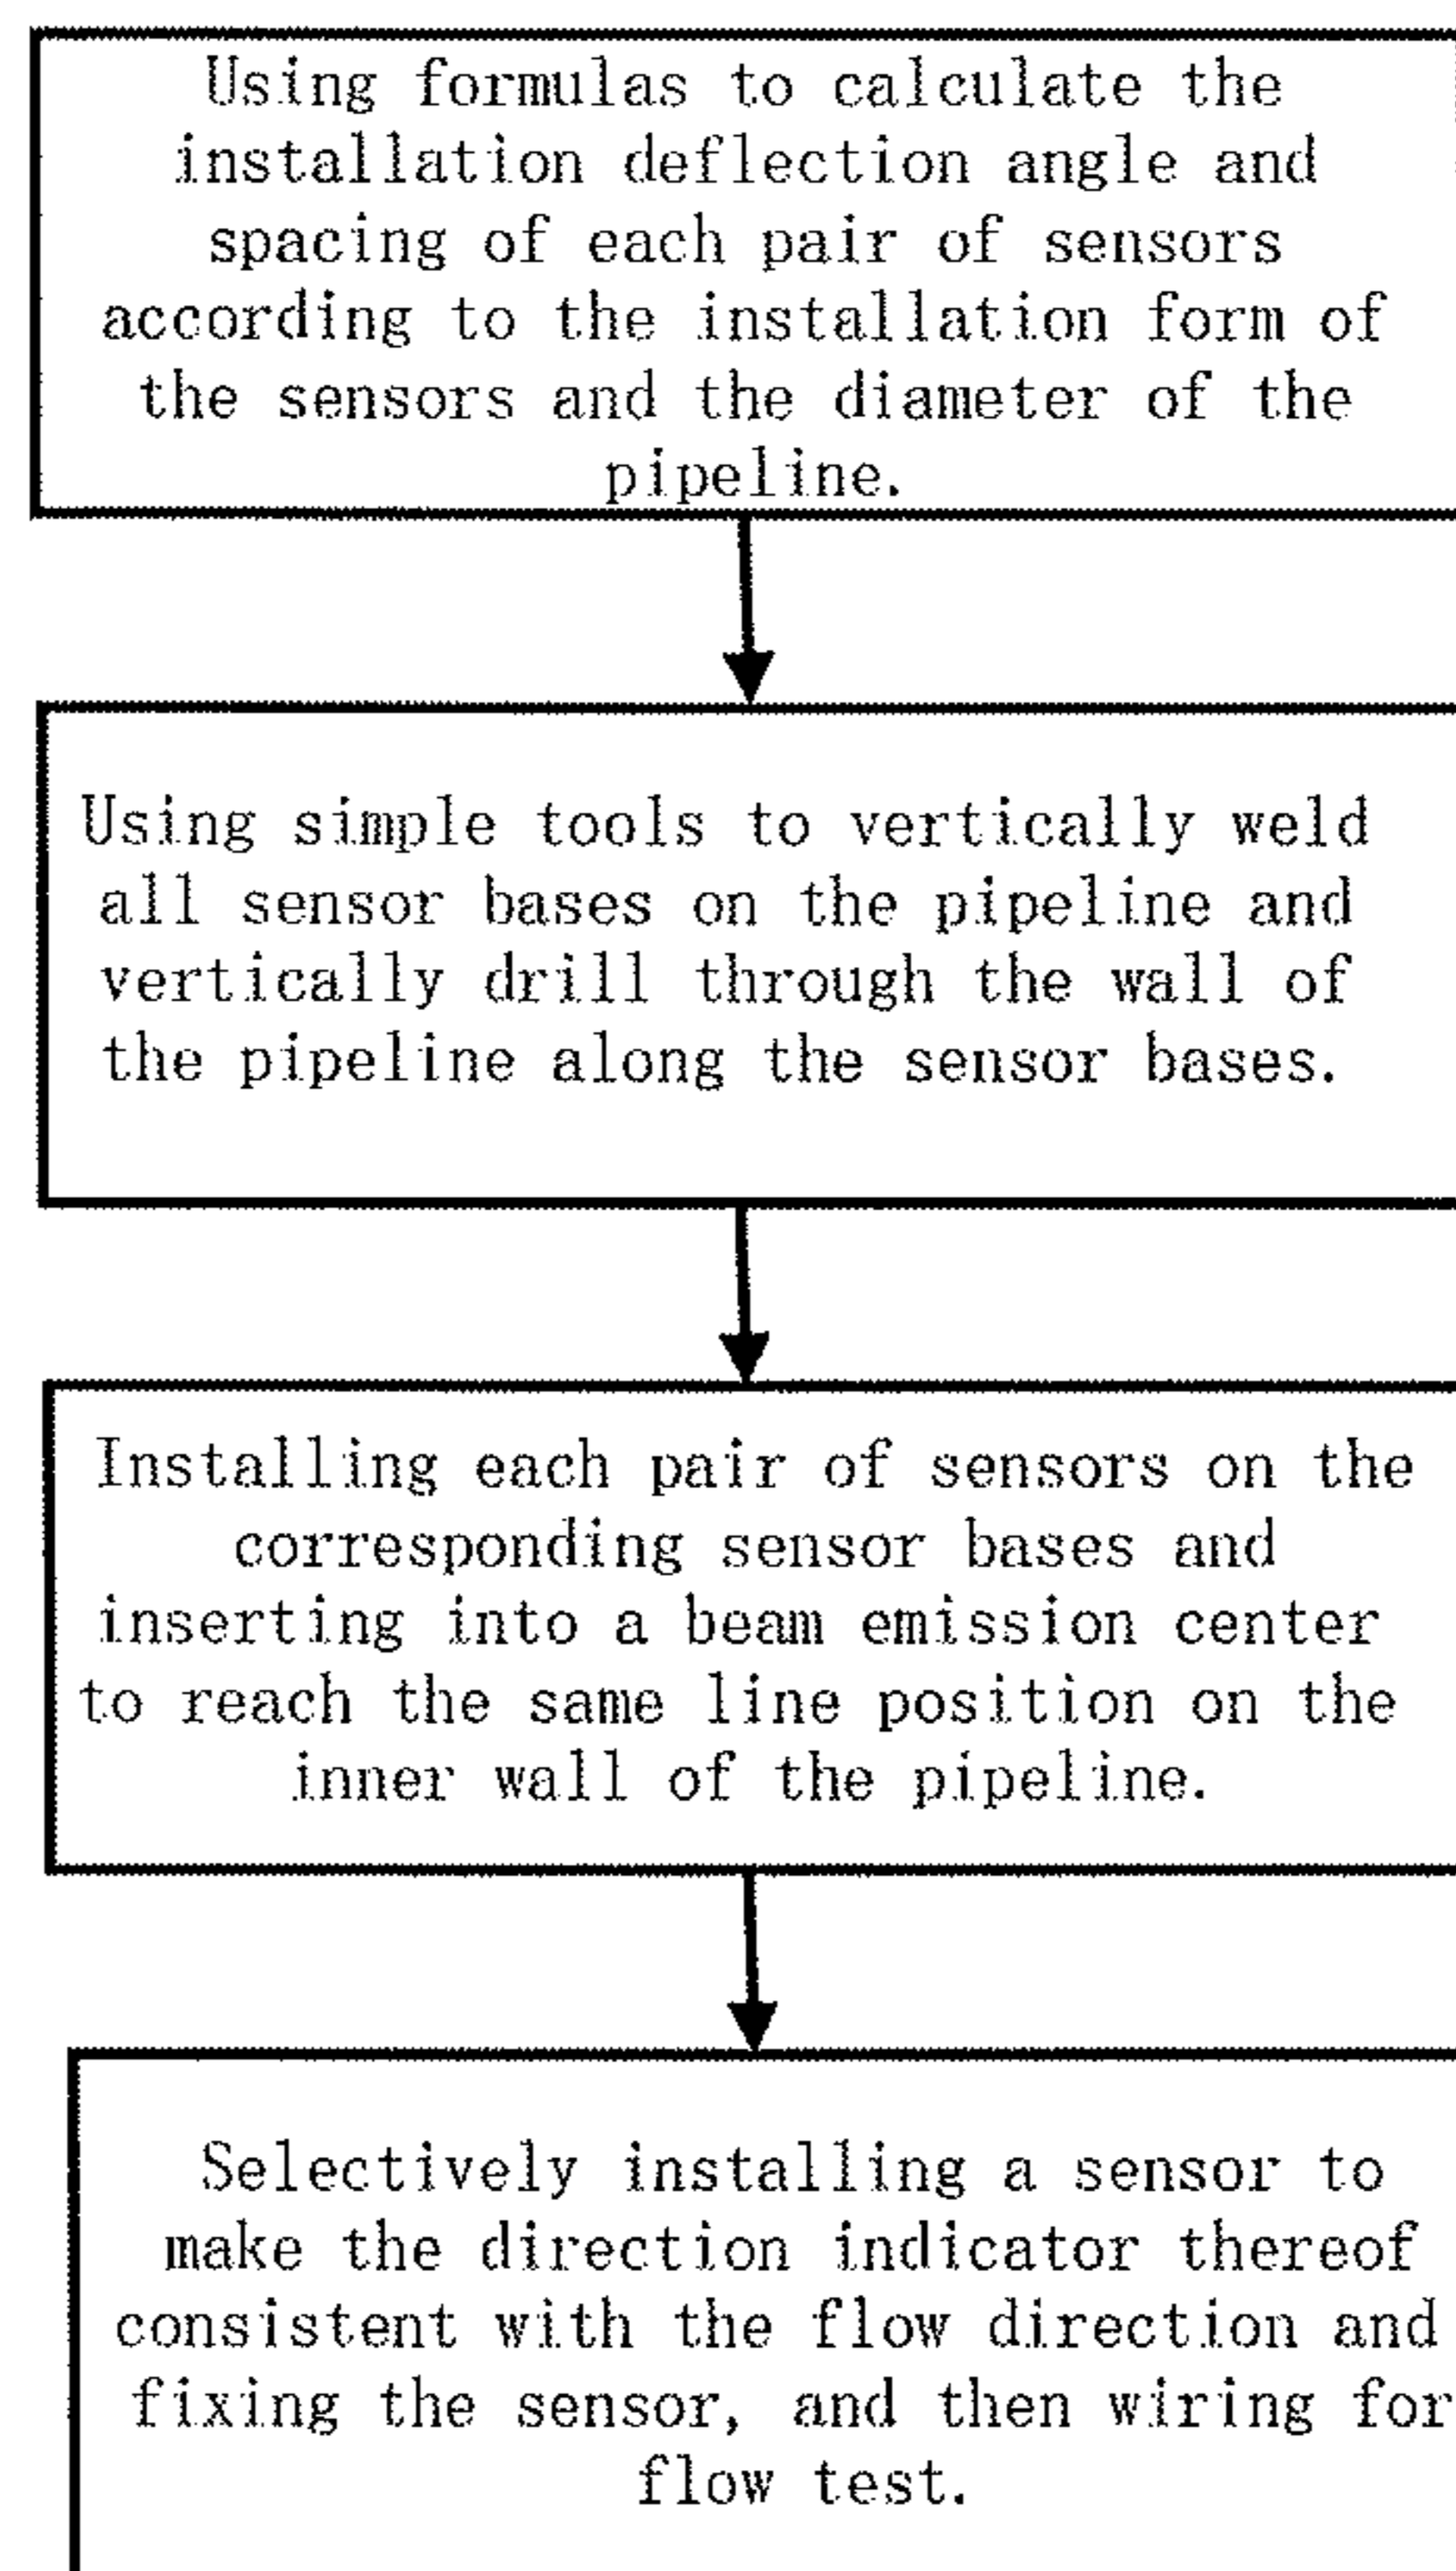 Using formulas to calculate the
installation deflection angle and
spacing of each pair of sensors
according to the installation form of
the sensors and the diameter of the
pipeline.
Using simple tools to vertically weld
all sensor bases on the pipeline and
vertically drill through the wall of
the pipeline along the sensor bases.
Installing each pair of sensors on the
corresponding sensor bases and
inserting into a beam emission center
to reach the same line position on the
inner wall of the pipeline.
Selectively installing a sensor to
make the direction indicator thereof
consistent with the flow direction and
fixing the sensor, and then wiring for
flow test.